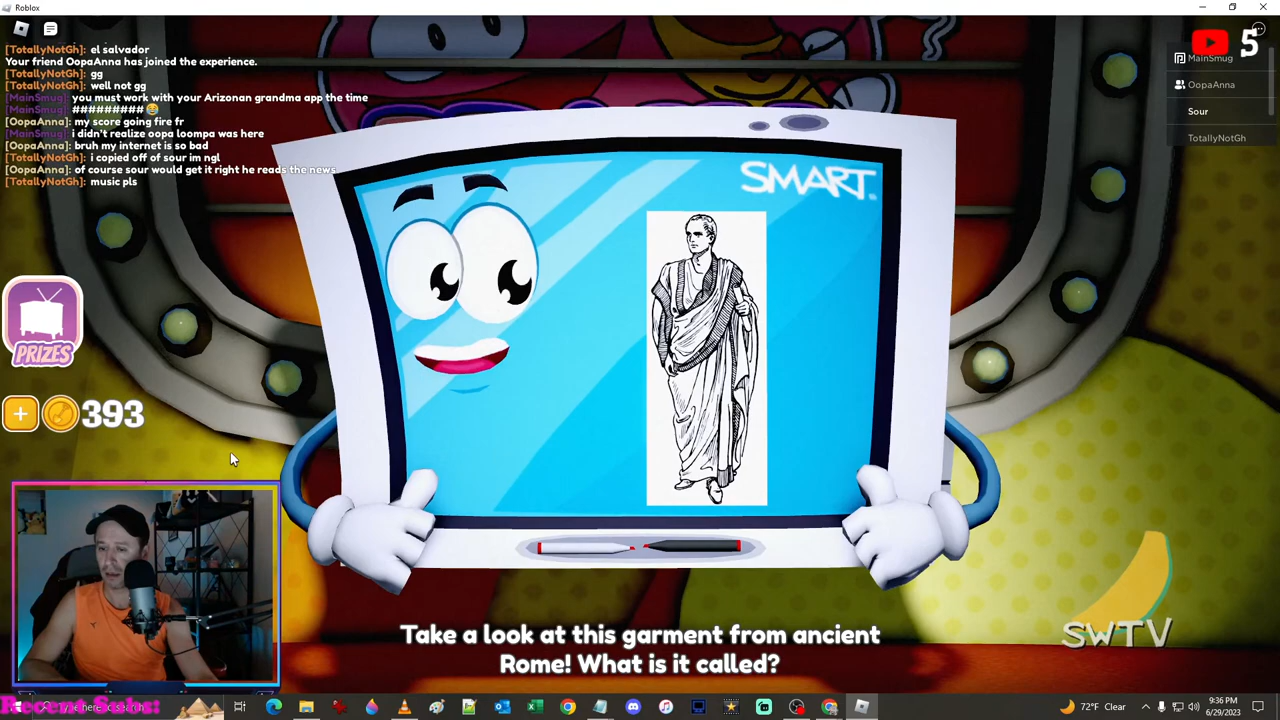 Roblox
[TotallyNotGh]: el salvador
Your friend OopaAnna has joined the experience.
[TotallyNotGh]: gg
[TotallyNotGh]: well not gg
[MainSmug]: you must work with your Arizonan grandma app the time
[MainSmug]: ######### 😂
[OopaAnna]: my score going fire fr
[MainSmug]: i didn't realize oopa loompa was here
[OopaAnna]: bruh my internet is so bad
[TotallyNotGh]: i copied off of sour im ngl
[OopaAnna]: of course sour would get it right he reads the news
[TotallyNotGh]: music pls
5
MainSmug
OopaAnna
Sour
TotallyNotGh
SMART
PRIZES
393
SWTV
Take a look at this garment from ancient
Rome! What is it called?
Recent Subs:
72°F Clear
9:36 PM
6/29/2023